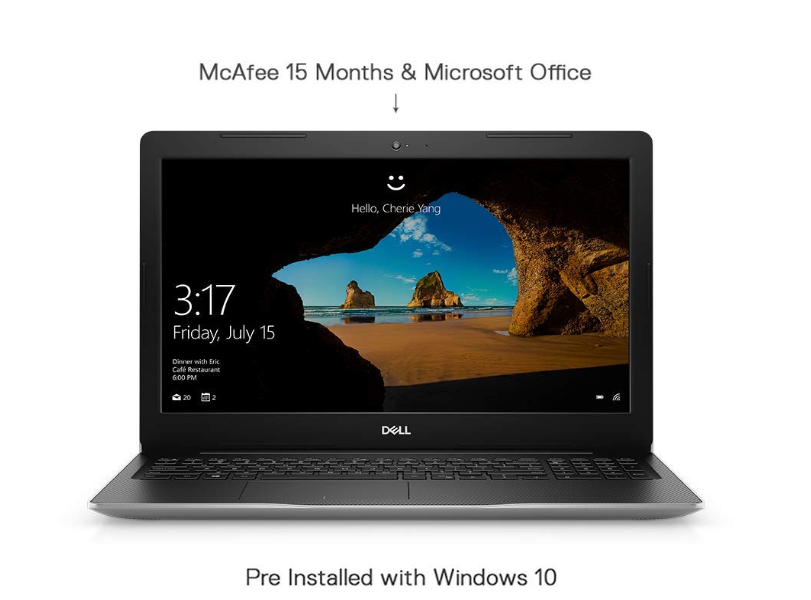 McAfee 15 Months & Microsoft Office
Hello, Cherie Yang
3:17
Friday, July 15
Dinner with Eric
Café Restaurant
6:00 PM
20 2
DELL
Pre Installed with Windows 10